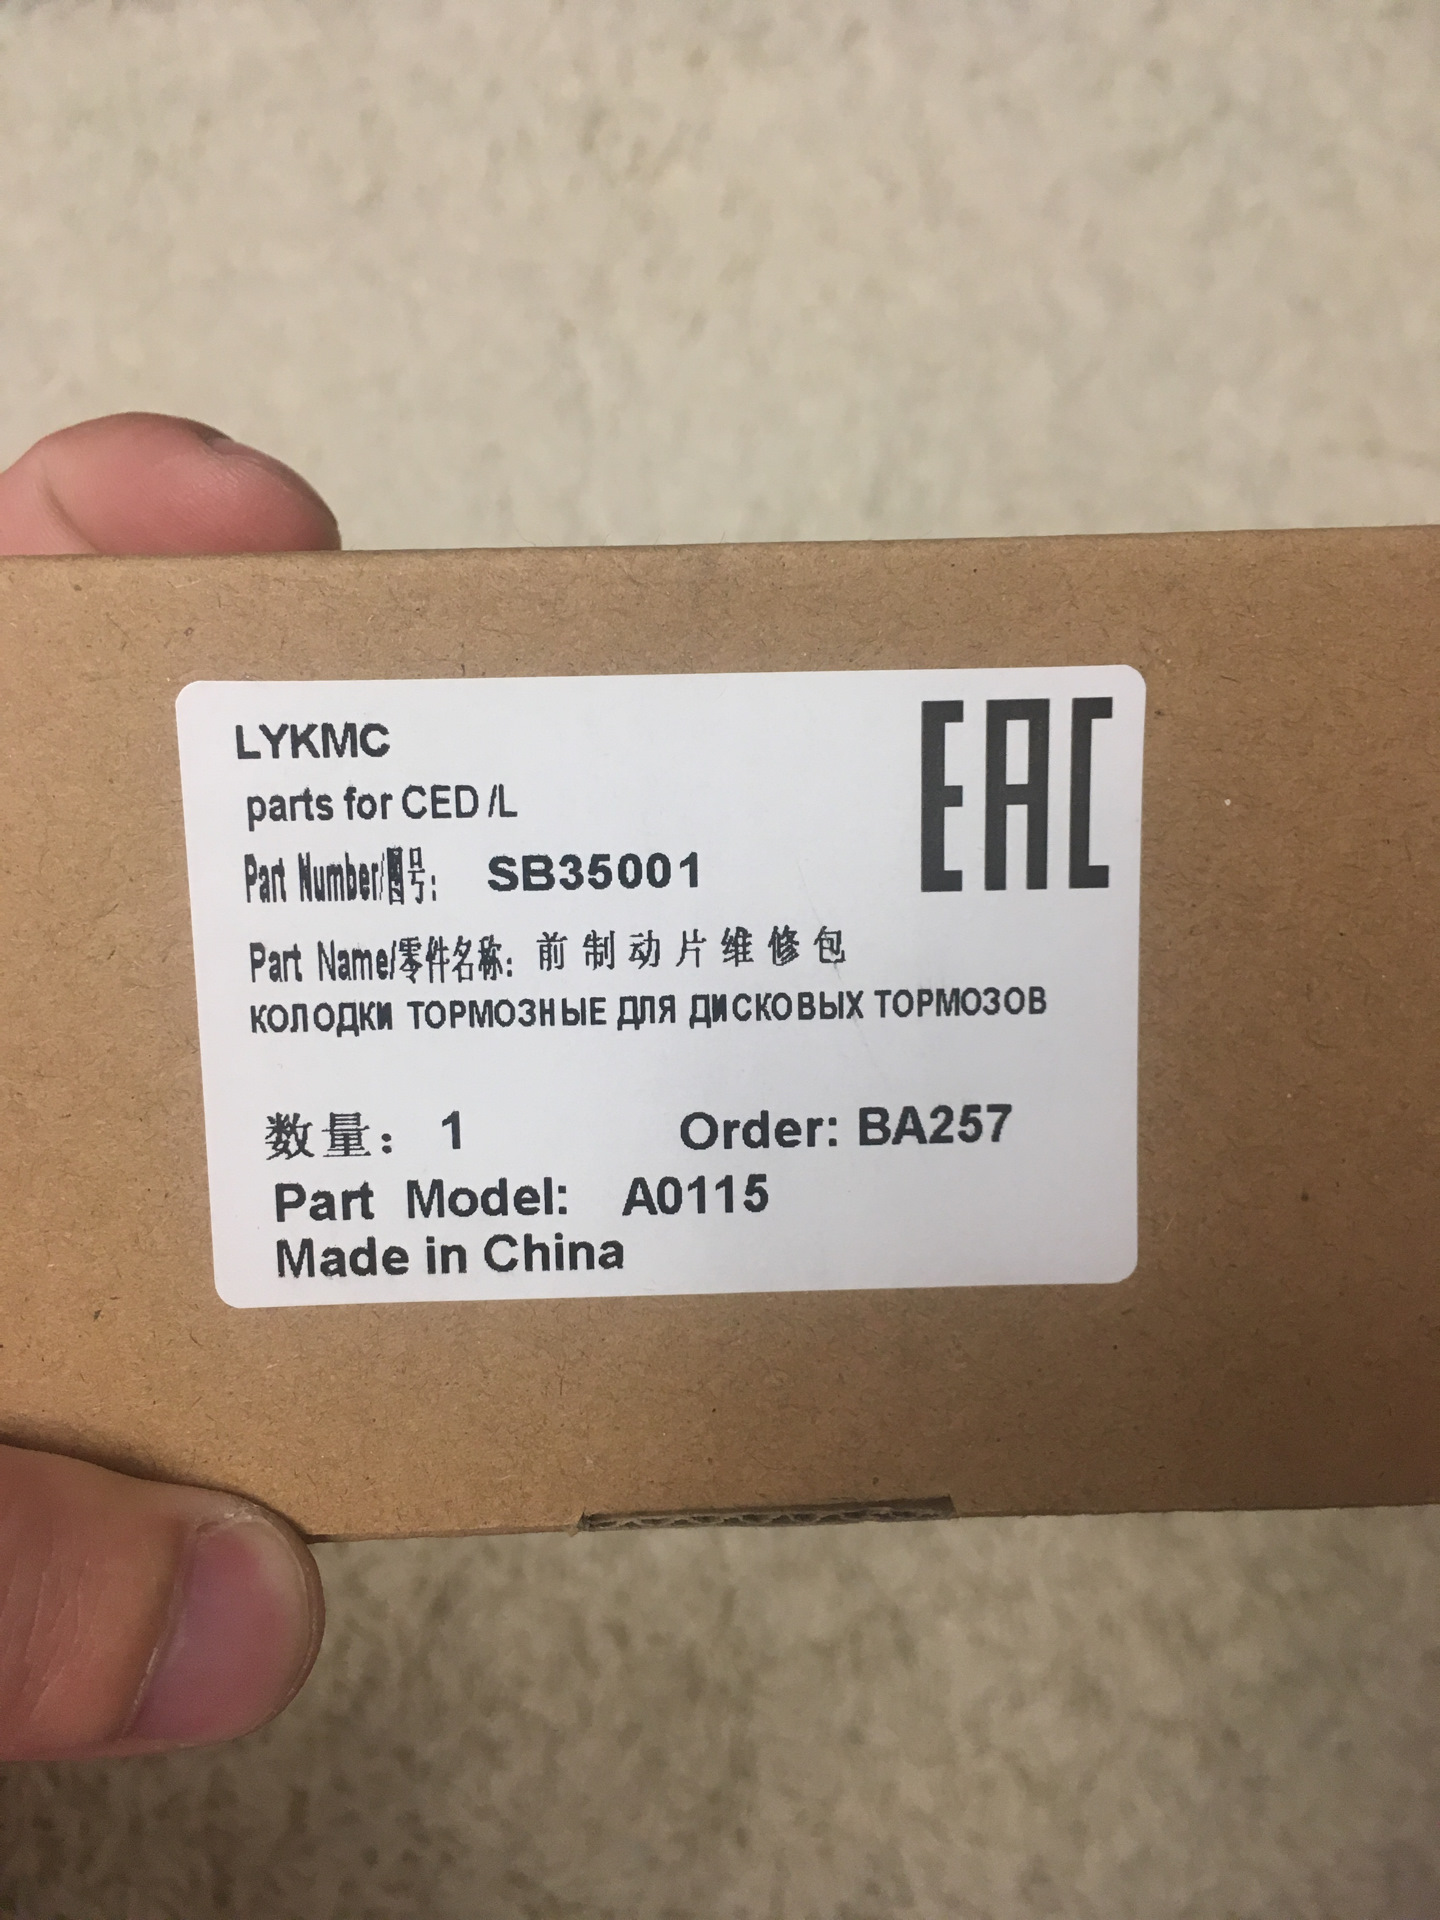 LYKMC
EAC
parts for CED /L
Part Number/图号: SB35001
Part Name/零件名称: 前制动片维修包
КОЛОДКИ ТОРМОЗНЫЕ ДЛЯ ДИСКОВЫХ ТОРМОЗОВ
数量: 1 Order: BA257
Part Model: A0115
Made in China